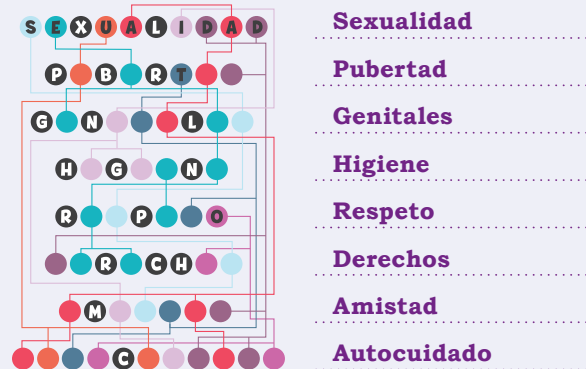 SEXUALIDAD Sexualidad
P B R T Pubertad
G N L Genitales
H G N Higiene
R P O Respeto
R C H Derechos
M Amistad
C Autocuidado